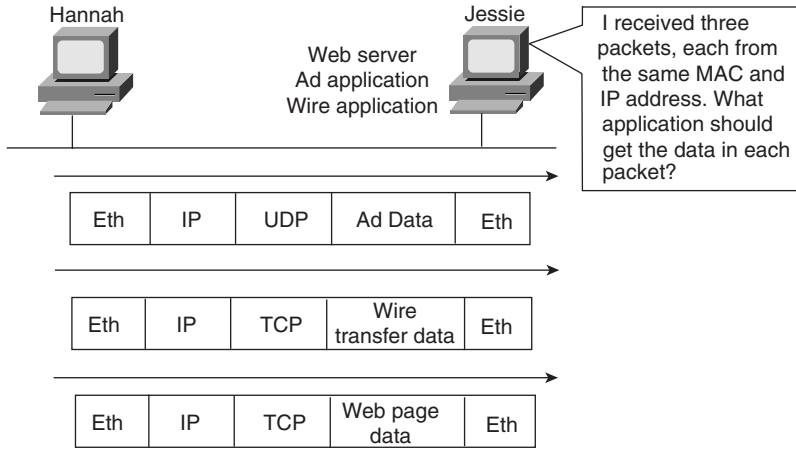 Hannah
Jessie
Web server
Ad application
Wire application
I received three
packets, each from
the same MAC and
IP address. What
application should
get the data in each
packet?
Eth IP UDP Ad Data Eth
Eth IP TCP Wire
transfer data Eth
Eth IP TCP Web page
data Eth